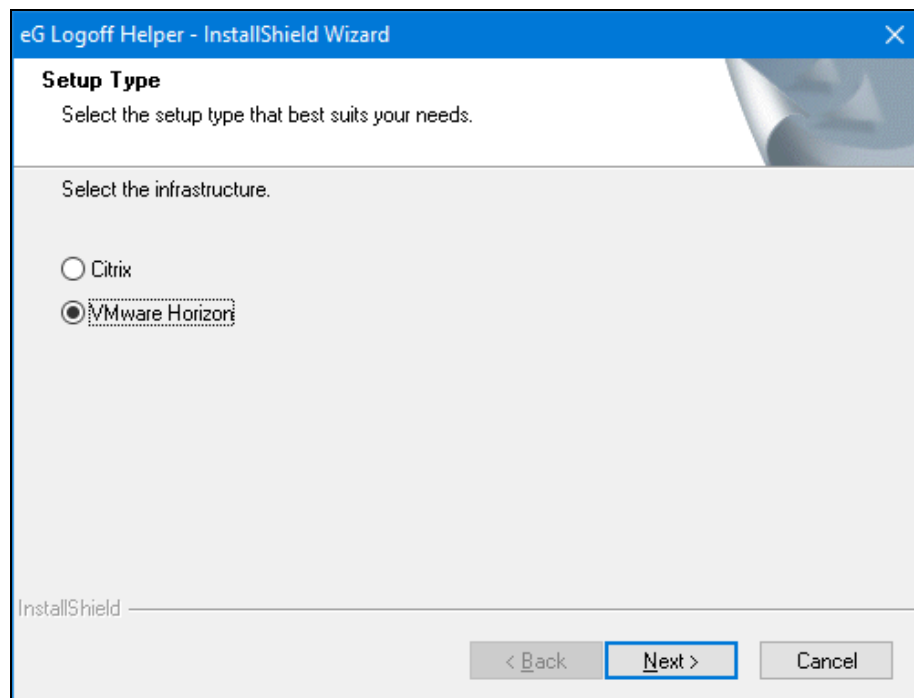 eG Logoff Helper - InstallShield Wizard
Setup Type
Select the setup type that best suits your needs.
Select the infrastructure.
Citrix
VMware Horizon
InstallShield
< Back Next > Cancel